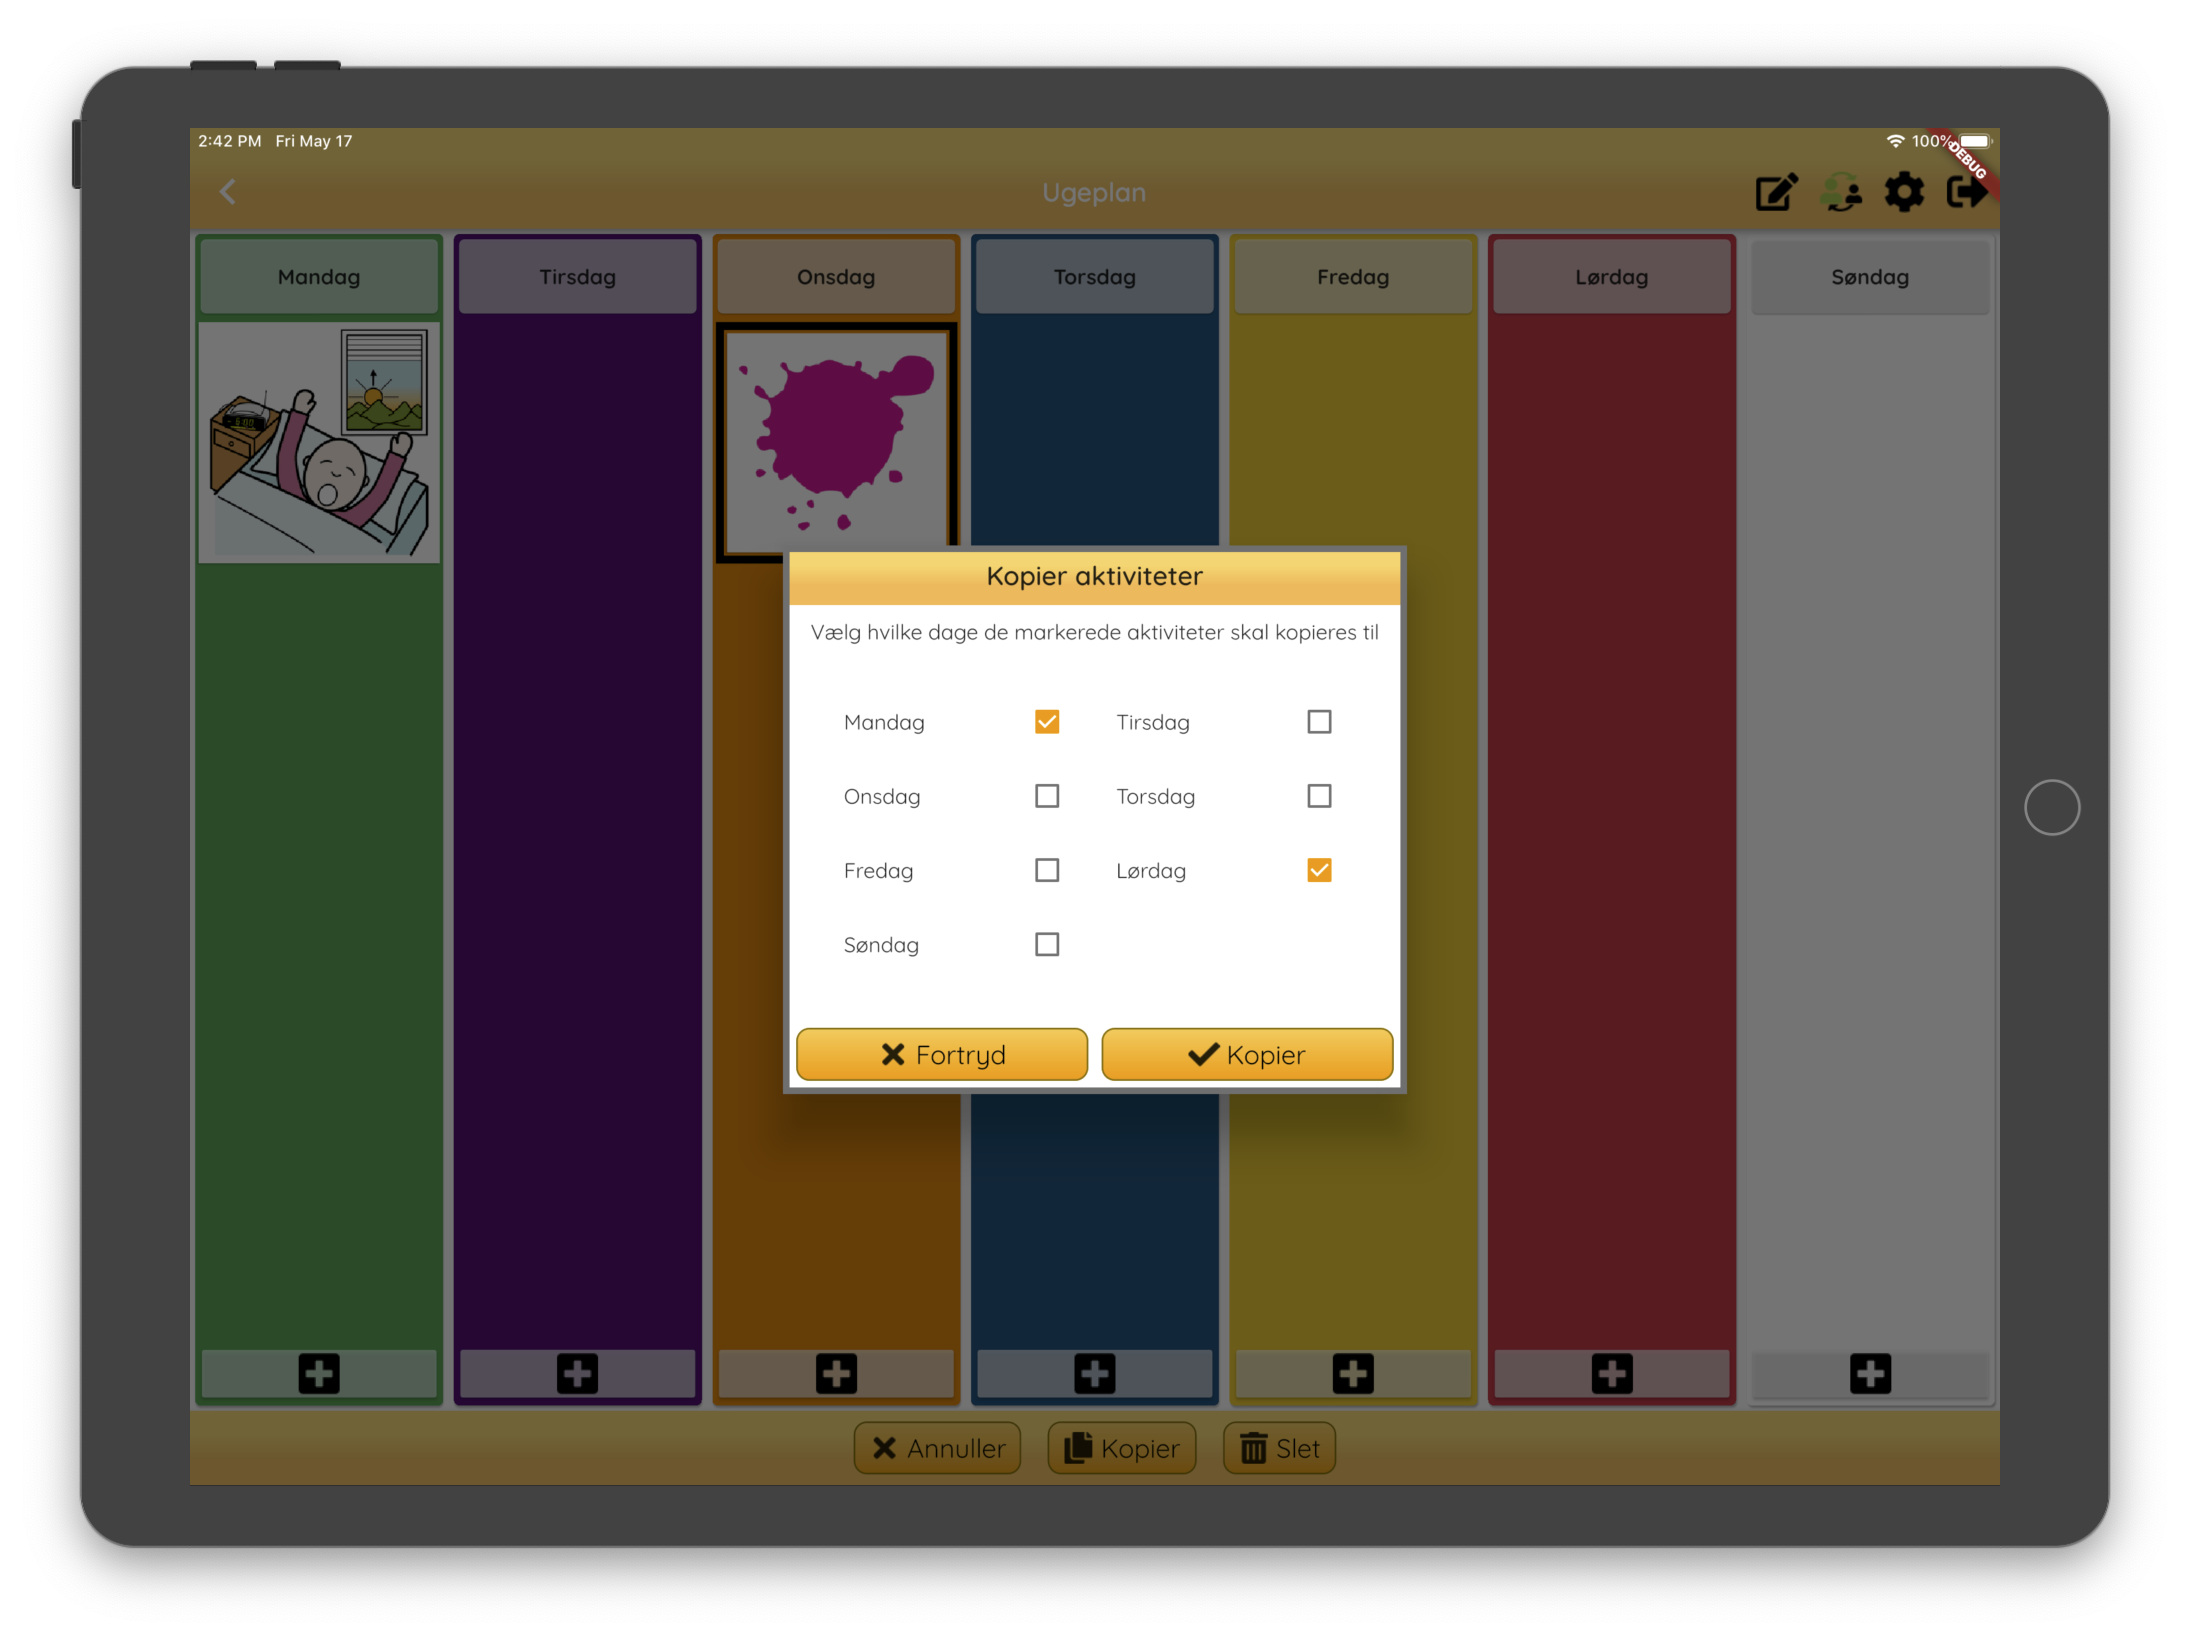 2:42 PM Fri May 17
100%
DEBUG
Ugeplan
Mandag Tirsdag Onsdag Torsdag Fredag Lørdag Søndag
Kopier aktiviteter
Vælg hvilke dage de markerede aktiviteter skal kopieres til
Mandag Tirsdag
Onsdag Torsdag
Fredag Lørdag
Søndag
Fortryd Kopier
Annuller Kopier Slet